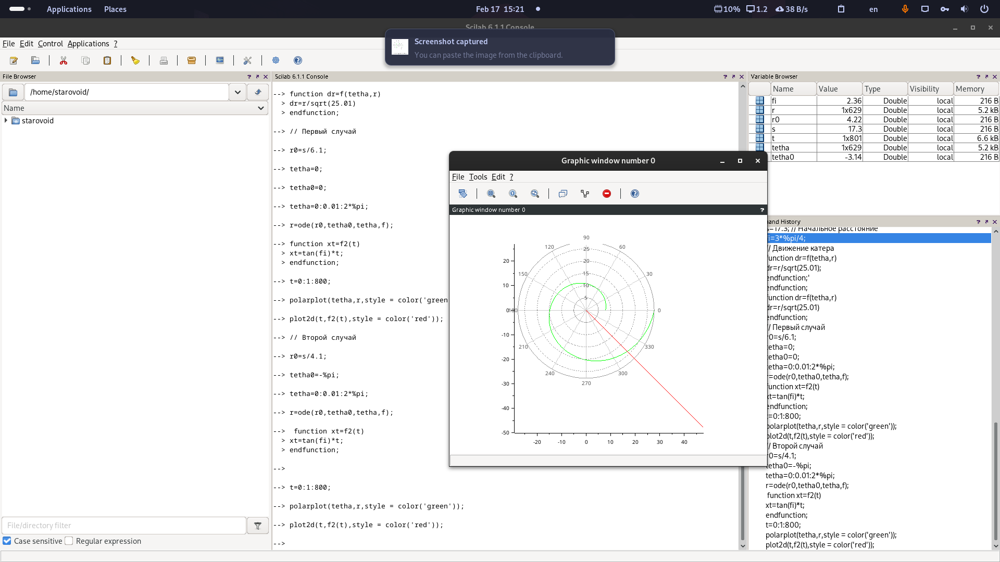 Applications Places Feb 17 15:21 10% 1.2 38 B/s en
Scilab 6.1.1 Console
Screenshot captured
You can paste the image from the clipboard.
File Edit Control Applications ?
File Browser
/home/starovoid/
Name
starovoid
File/directory filter
Case sensitive Regular expression
Scilab 6.1.1 Console
--> function dr=f(tetha,r)
> dr=r/sqrt(25.01)
> endfunction;
--> // Первый случай
--> r0=s/6.1;
--> tetha=0;
--> tetha0=0;
--> tetha=0:0.01:2*%pi;
--> r=ode(r0,tetha0,tetha,f);
--> function xt=f2(t)
> xt=tan(fi)*t;
> endfunction;
--> t=0:1:800;
--> polarplot(tetha,r,style = color('green
--> plot2d(t,f2(t),style = color('red'));
--> // Второй случай
--> r0=s/4.1;
--> tetha0=-%pi;
--> tetha=0:0.01:2*%pi;
--> r=ode(r0,tetha0,tetha,f);
--> function xt=f2(t)
> xt=tan(fi)*t;
> endfunction;
-->
--> t=0:1:800;
--> polarplot(tetha,r,style = color('green'));
--> plot2d(t,f2(t),style = color('red'));
-->
Graphic window number 0
File Tools Edit ?
Graphic window number 0 ?
90
120 60
25
20 20
150 15 30
10 10
5
0 180 0
-10
210 330
-20
240 300
270
-30
-40
-50
-20 -10 0 10 20 30 40
Variable Browser
Name Value Type Visibility Memory
fi 2.36 Double local 216 B
r 1x629 Double local 5.2 kB
r0 4.22 Double local 216 B
s 17.3 Double local 216 B
t 1x801 Double local 6.6 kB
tetha 1x629 Double local 5.2 kB
tetha0 -3.14 Double local 216 B
and History
s=17.3; // Начальное расстояние
fi=3*%pi/4;
// Движение катера
function dr=f(tetha,r)
dr=r/sqrt(25.01);
endfunction;'
endfunction;
function dr=f(tetha,r)
dr=r/sqrt(25.01)
endfunction;
// Первый случай
r0=s/6.1;
tetha=0;
tetha0=0;
tetha=0:0.01:2*%pi;
r=ode(r0,tetha0,tetha,f);
function xt=f2(t)
xt=tan(fi)*t;
endfunction;
t=0:1:800;
polarplot(tetha,r,style = color('green'));
plot2d(t,f2(t),style = color('red'));
// Второй случай
r0=s/4.1;
tetha0=-%pi;
tetha=0:0.01:2*%pi;
r=ode(r0,tetha0,tetha,f);
function xt=f2(t)
xt=tan(fi)*t;
endfunction;
t=0:1:800;
polarplot(tetha,r,style = color('green'));
plot2d(t,f2(t),style = color('red'));